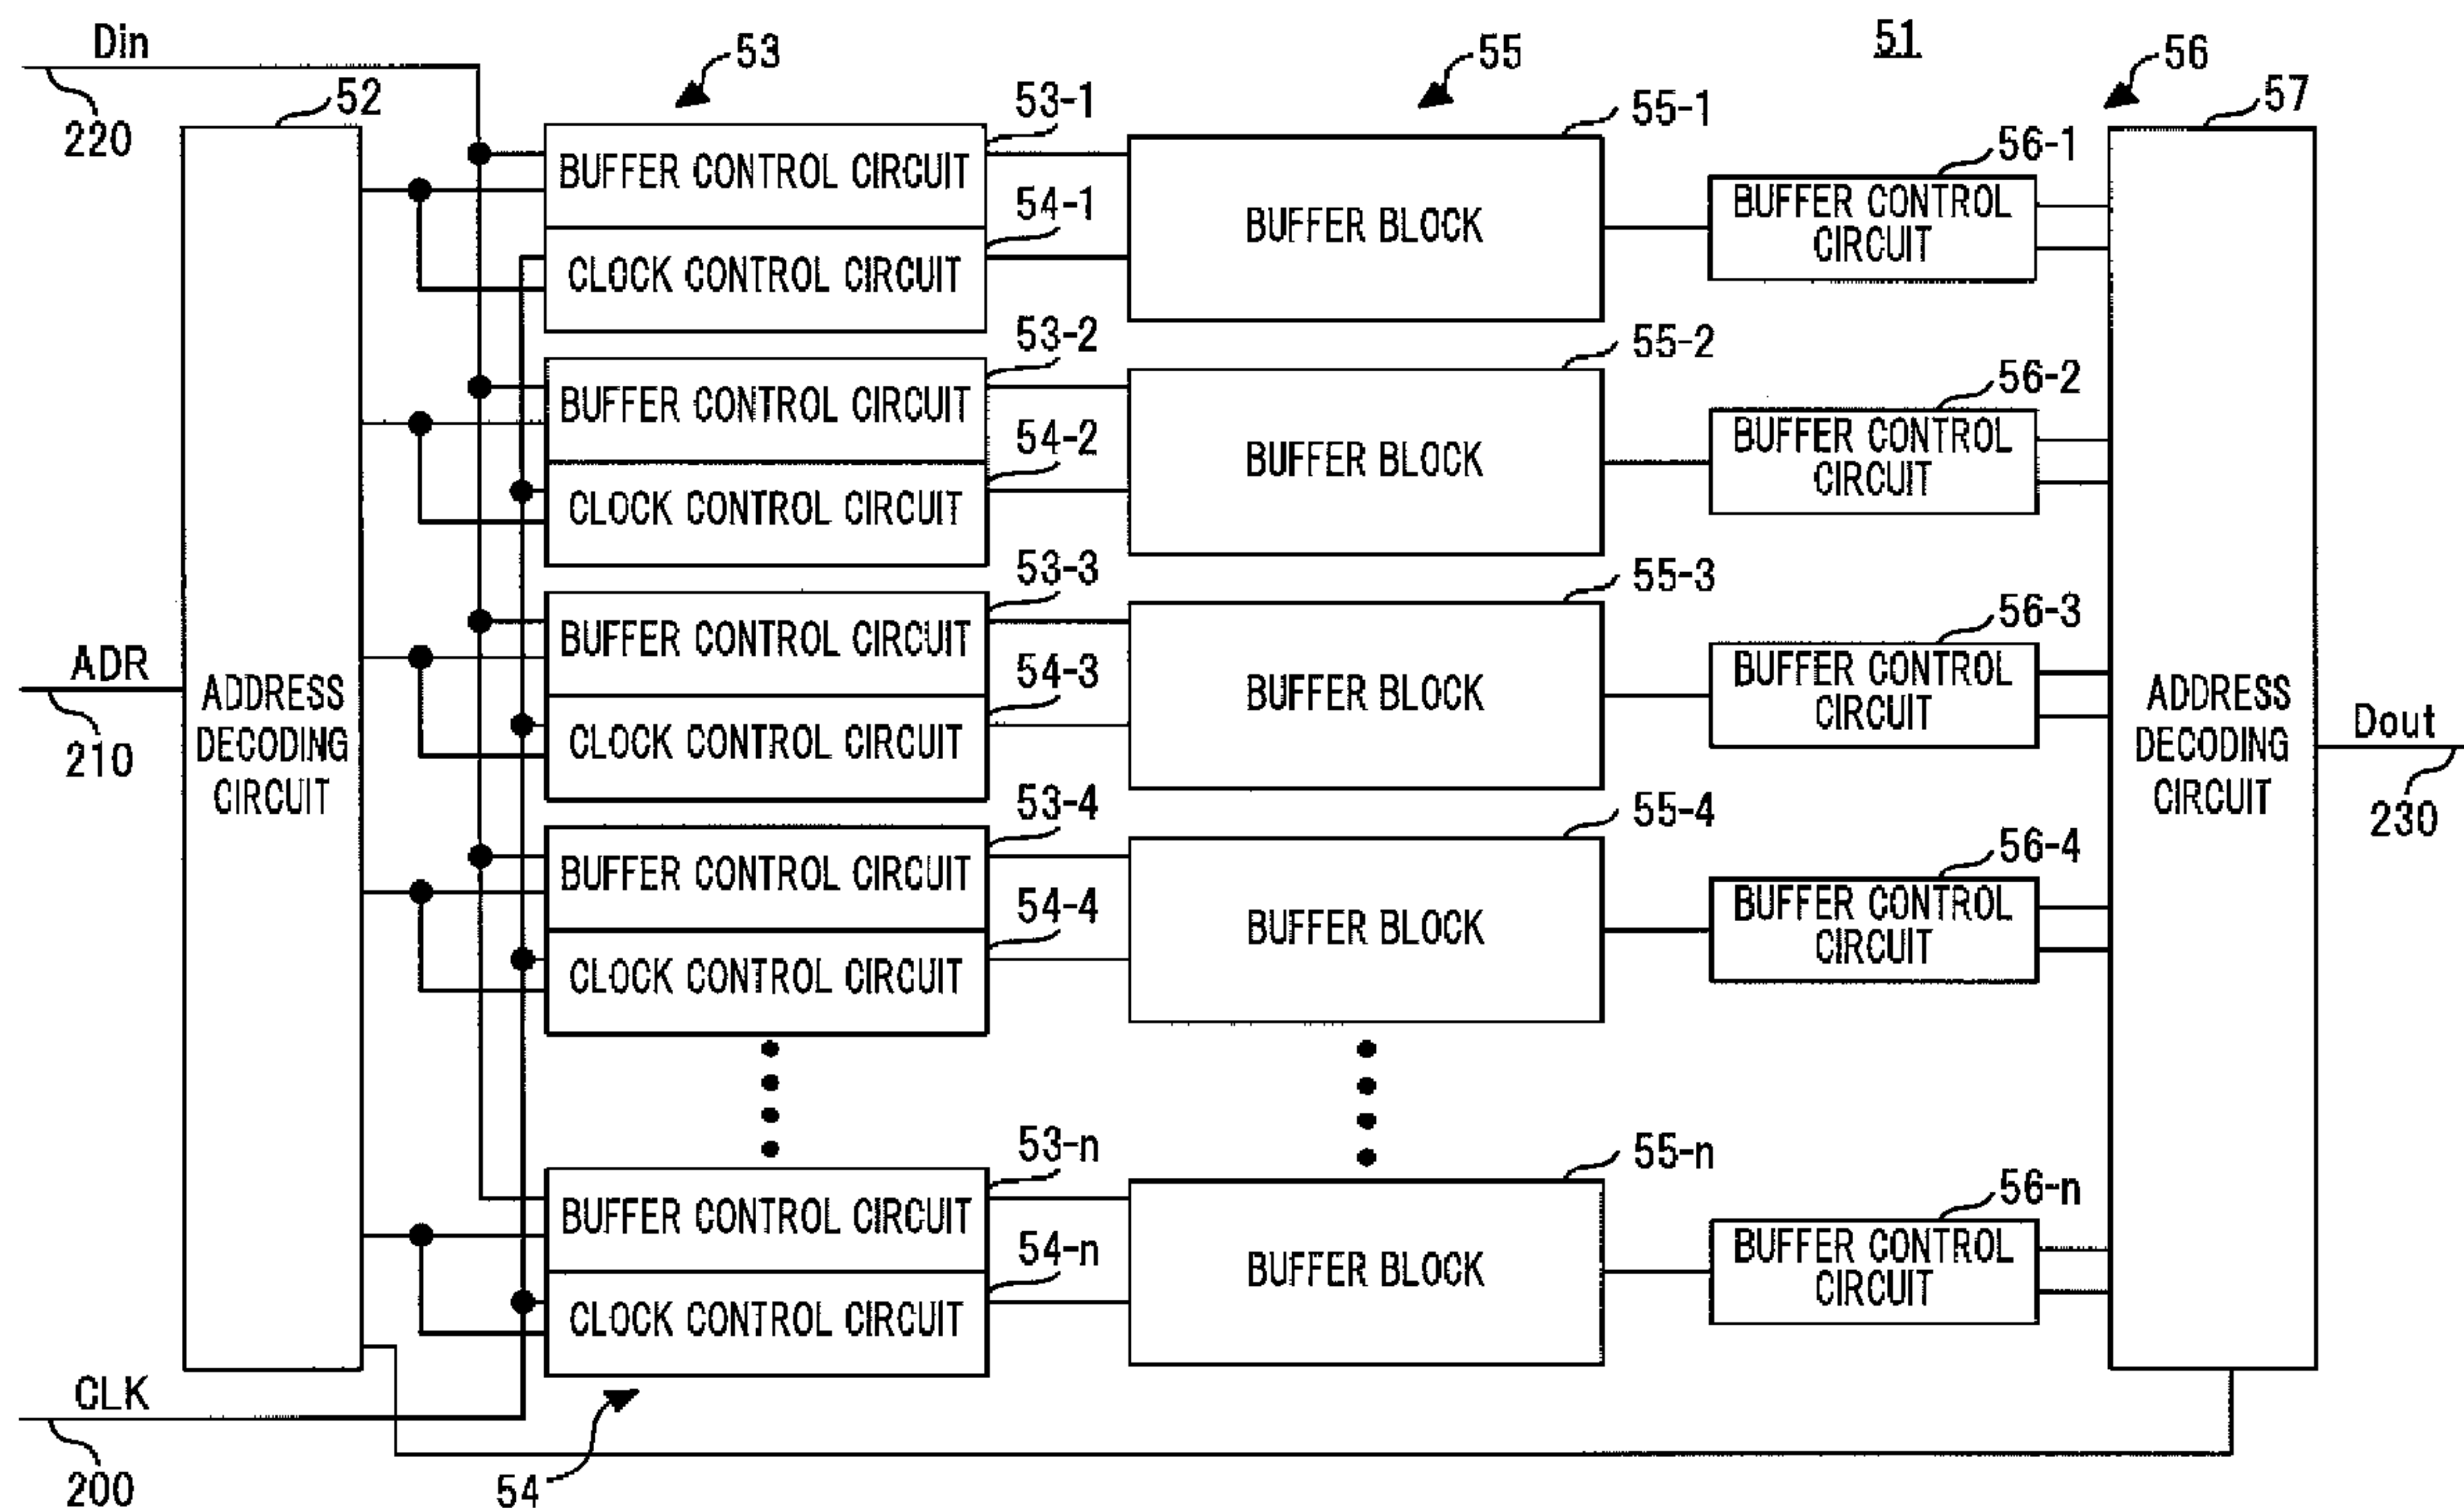 Din
220
52
53
55
51
56
57
53-1
BUFFER CONTROL CIRCUIT
54-1
CLOCK CONTROL CIRCUIT
55-1
BUFFER BLOCK
56-1
BUFFER CONTROL
CIRCUIT
53-2
BUFFER CONTROL CIRCUIT
54-2
CLOCK CONTROL CIRCUIT
55-2
BUFFER BLOCK
56-2
BUFFER CONTROL
CIRCUIT
ADR
210
ADDRESS
DECODING
CIRCUIT
53-3
BUFFER CONTROL CIRCUIT
54-3
CLOCK CONTROL CIRCUIT
55-3
BUFFER BLOCK
56-3
BUFFER CONTROL
CIRCUIT
ADDRESS
DECODING
CIRCUIT
Dout
230
53-4
BUFFER CONTROL CIRCUIT
54-4
CLOCK CONTROL CIRCUIT
55-4
BUFFER BLOCK
56-4
BUFFER CONTROL
CIRCUIT
53-n
BUFFER CONTROL CIRCUIT
54-n
CLOCK CONTROL CIRCUIT
55-n
BUFFER BLOCK
56-n
BUFFER CONTROL
CIRCUIT
CLK
200
54